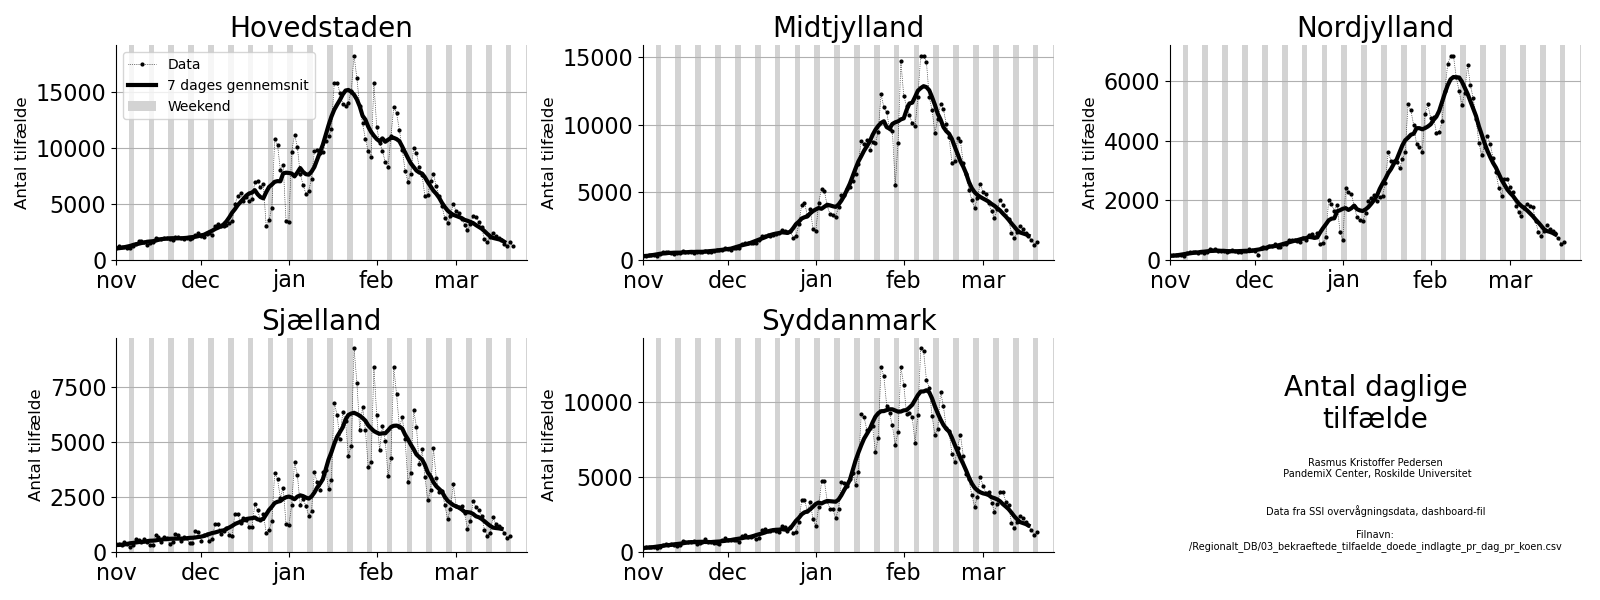 Hovedstaden
Data
7 dages gennemsnit
Weekend
Antal tilfælde
15000
10000
5000
0
nov dec jan feb mar
Midtjylland
Antal tilfælde
15000
10000
5000
0
nov dec jan feb mar
Nordjylland
Antal tilfælde
6000
4000
2000
0
nov dec jan feb mar
Sjælland
Antal tilfælde
7500
5000
2500
0
nov dec jan feb mar
Syddanmark
Antal tilfælde
10000
5000
0
nov dec jan feb mar
Antal daglige
tilfælde
Rasmus Kristoffer Pedersen
PandemiX Center, Roskilde Universitet
Data fra SSI overvågningsdata, dashboard-fil
Filnavn:
/Regionalt_DB/03_bekraeftede_tilfaelde_doede_indlagte_pr_dag_pr_koen.csv